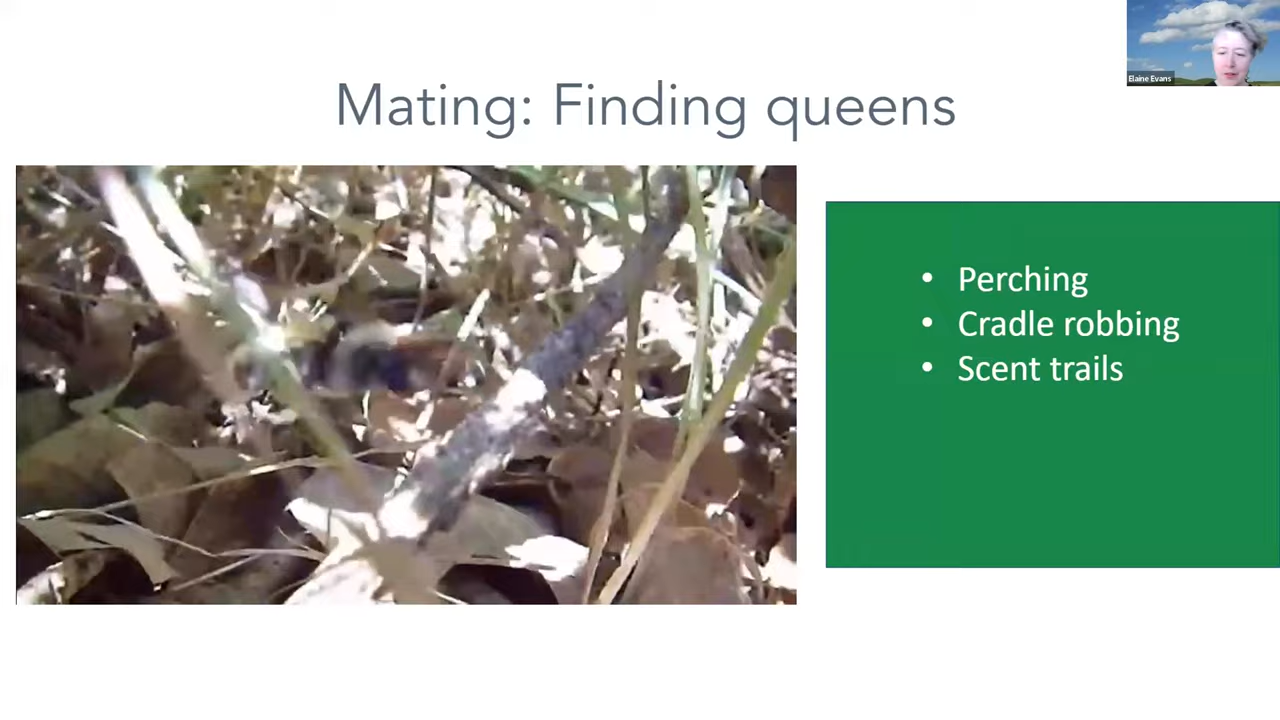 Elaine Evans
Mating: Finding queens
• Perching
• Cradle robbing
• Scent trails